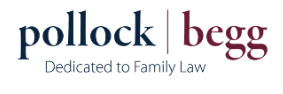 pollock | begg
Dedicated to Family Law